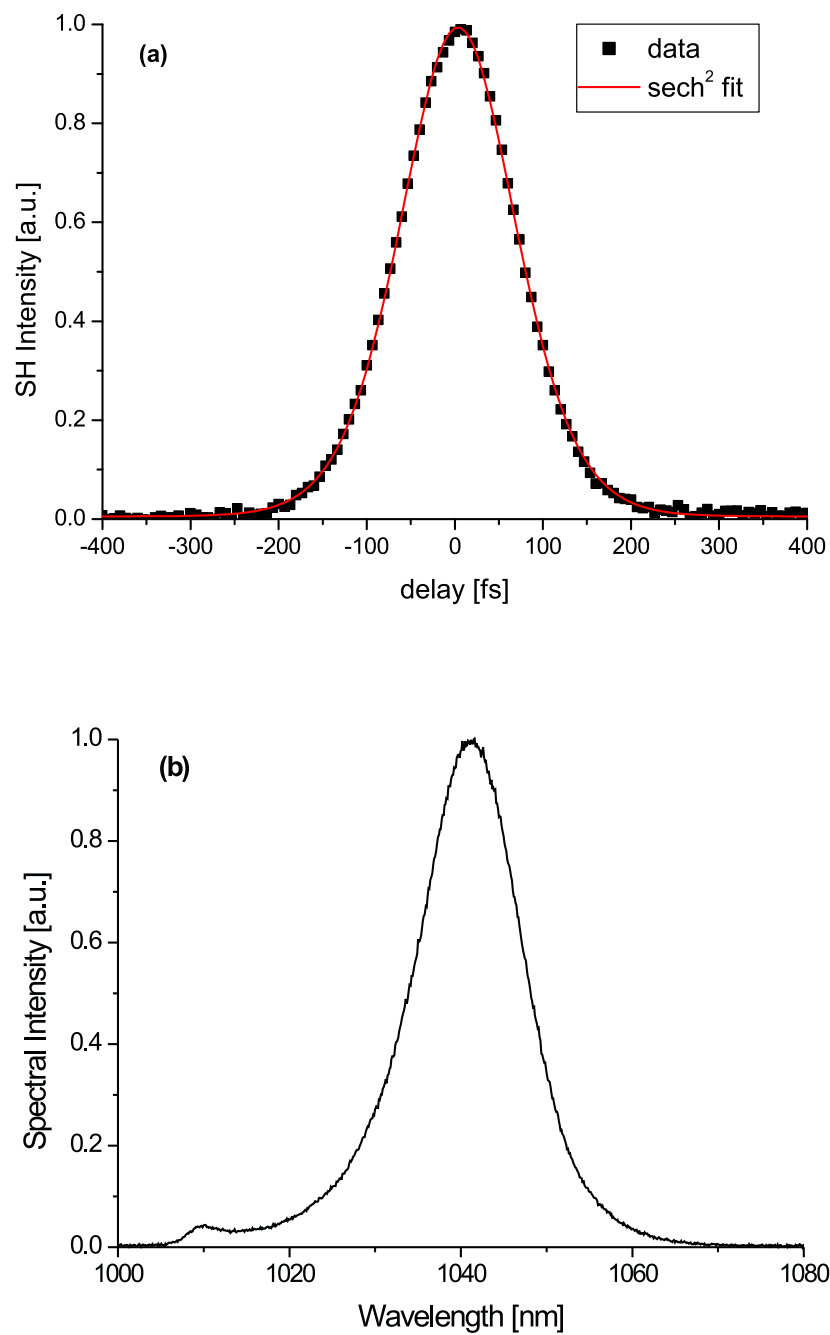 (a)
data
sech² fit
1.0
0.8
0.6
0.4
0.2
0.0
SH Intensity [a.u.]
-400 -300 -200 -100 0 100 200 300 400
delay [fs]
(b)
1.0
0.8
0.6
0.4
0.2
0.0
Spectral Intensity [a.u.]
1000 1020 1040 1060 1080
Wavelength [nm]